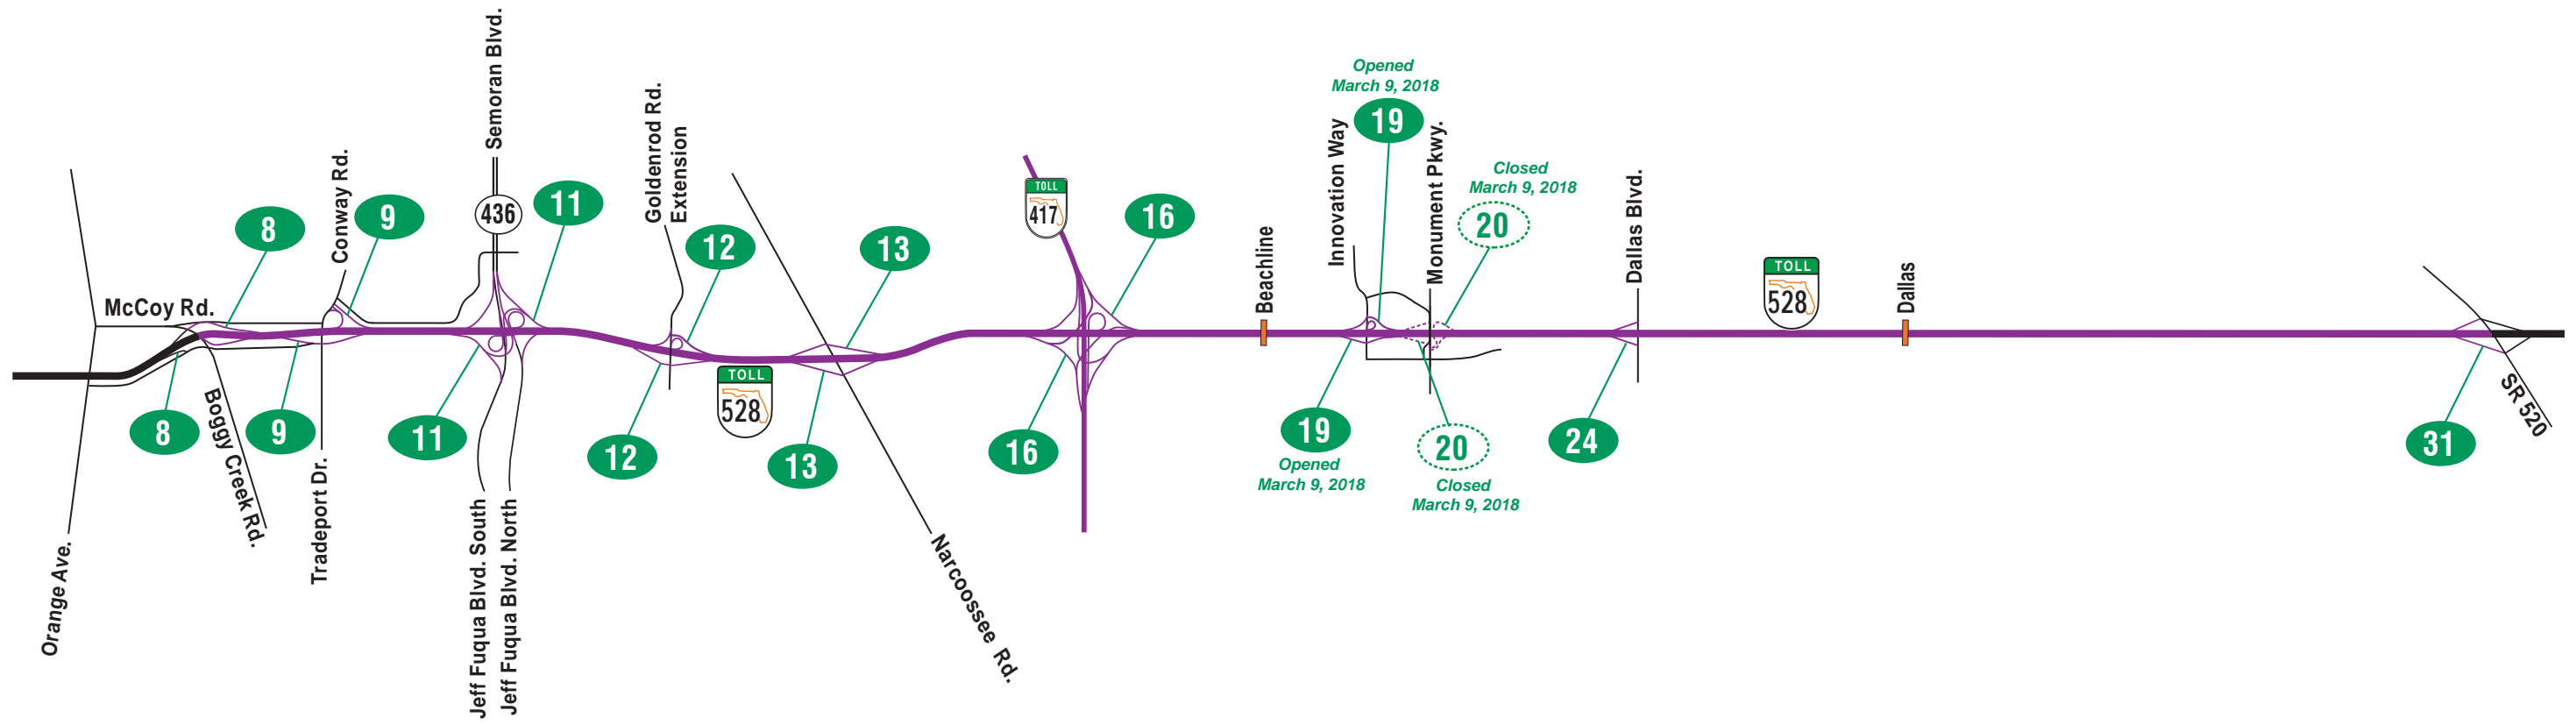 Orange Ave.
McCoy Rd.
8
8
Boggy Creek Rd.
9
Tradeport Dr.
Conway Rd.
9
Semoran Blvd.
436
11
11
Jeff Fuqua Blvd. South
Jeff Fuqua Blvd. North
Goldenrod Rd.
Extension
12
12
TOLL
528
13
13
Narcoossee Rd.
TOLL
417
16
16
Beachline
Innovation Way
Opened
March 9, 2018
19
19
Opened
March 9, 2018
Monument Pkwy.
Closed
March 9, 2018
20
20
Closed
March 9, 2018
24
Dallas Blvd.
TOLL
528
Dallas
31
SR 520